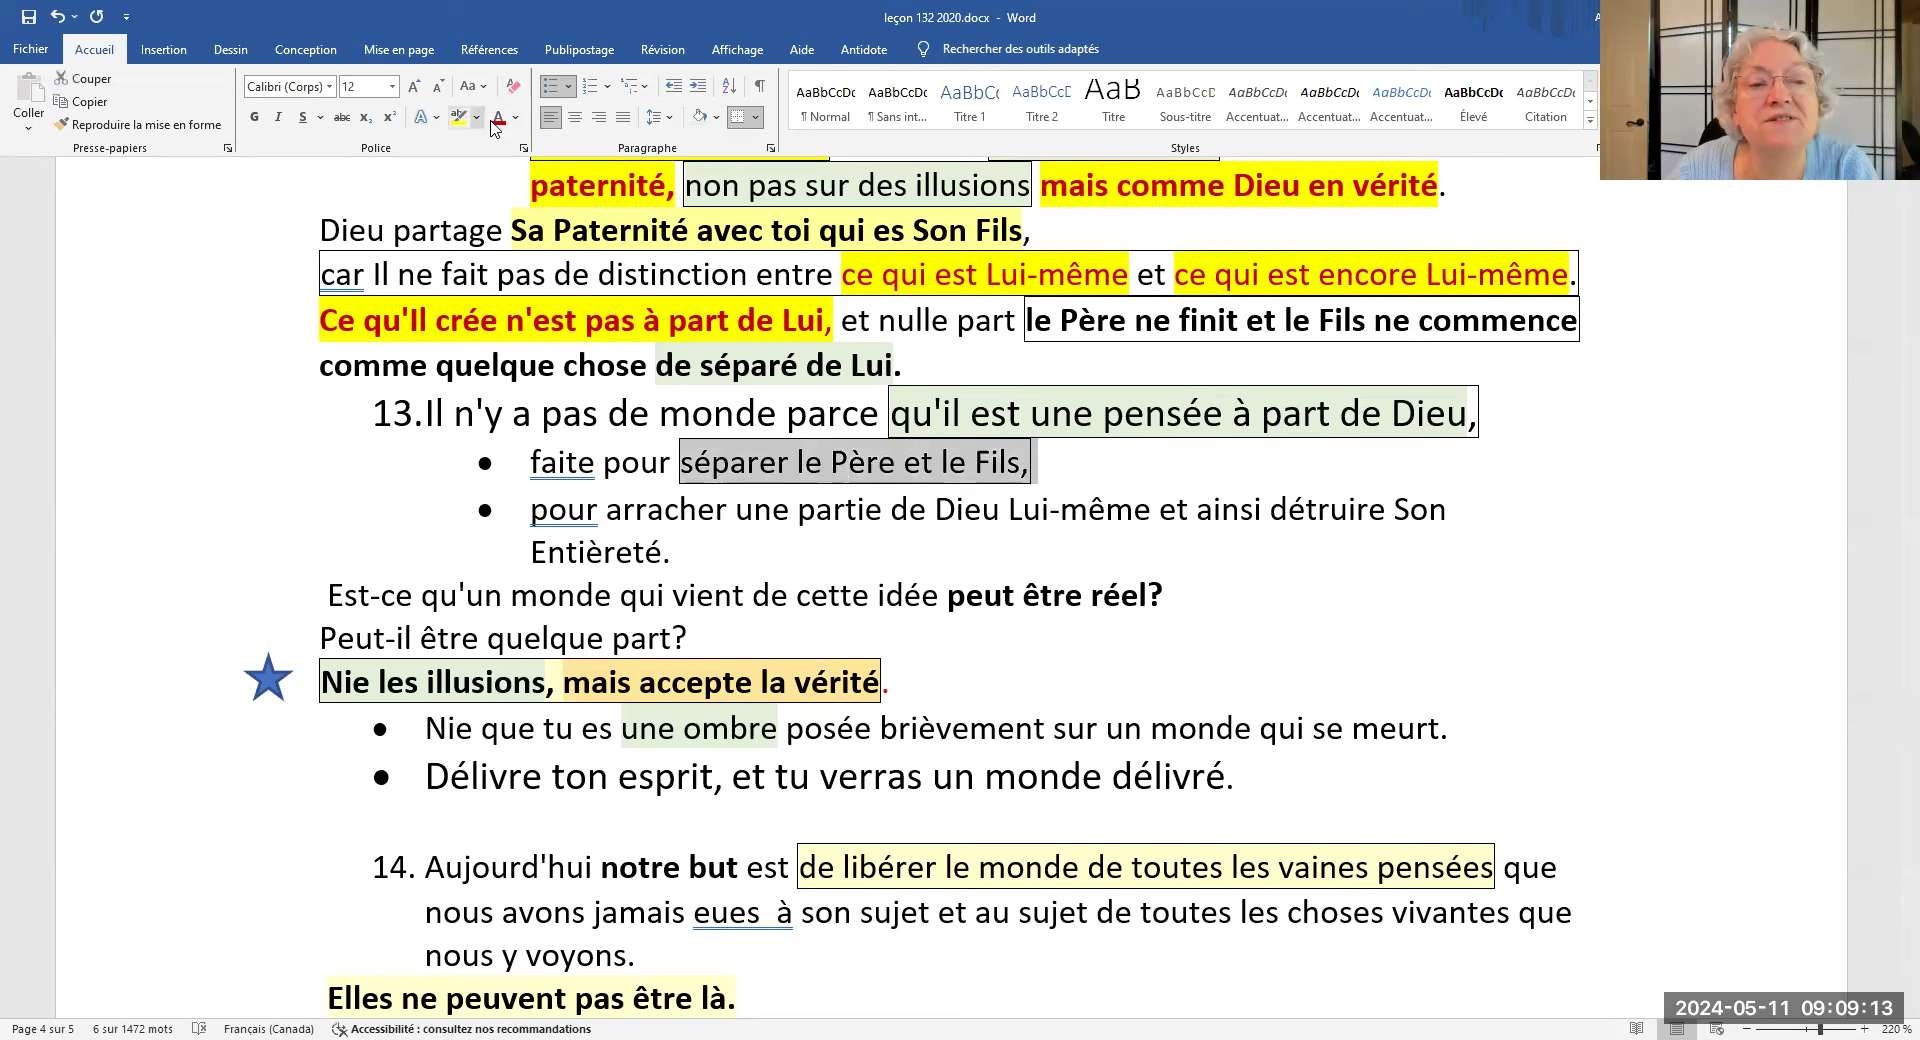 leçon 132 2020.docx - Word
Fichier Accueil Insertion Dessin Conception Mise en page Références Publipostage Révision Affichage Aide Antidote Rechercher des outils adaptés
Coller
Couper
Copier
Reproduire la mise en forme
Presse-papiers
Calibri (Corps) 12
G I S abc
Police
Paragraphe
AaBbCcDc AaBbCcDc AaBbCc AaBbCcD AaB AaBbCcD AaBbCcDc AaBbCcDc AaBbCcDc AaBbCcDc AaBbCcDc
¶ Normal ¶ Sans int... Titre 1 Titre 2 Titre Sous-titre Accentuat... Accentuat... Accentuat... Élevé Citation
Styles
paternité, non pas sur des illusions mais comme Dieu en vérité.
Dieu partage Sa Paternité avec toi qui es Son Fils,
car Il ne fait pas de distinction entre ce qui est Lui-même et ce qui est encore Lui-même.
Ce qu'Il crée n'est pas à part de Lui, et nulle part le Père ne finit et le Fils ne commence
comme quelque chose de séparé de Lui.
13.Il n'y a pas de monde parce qu'il est une pensée à part de Dieu,
• faite pour séparer le Père et le Fils,
• pour arracher une partie de Dieu Lui-même et ainsi détruire Son
Entièreté.
Est-ce qu'un monde qui vient de cette idée peut être réel?
Peut-il être quelque part?
Nie les illusions, mais accepte la vérité.
• Nie que tu es une ombre posée brièvement sur un monde qui se meurt.
• Délivre ton esprit, et tu verras un monde délivré.
14. Aujourd'hui notre but est de libérer le monde de toutes les vaines pensées que
nous avons jamais eues à son sujet et au sujet de toutes les choses vivantes que
nous y voyons.
Elles ne peuvent pas être là.
2024-05-11 09:09:13
Page 4 sur 5 6 sur 1472 mots Français (Canada) Accessibilité : consultez nos recommandations 220 %